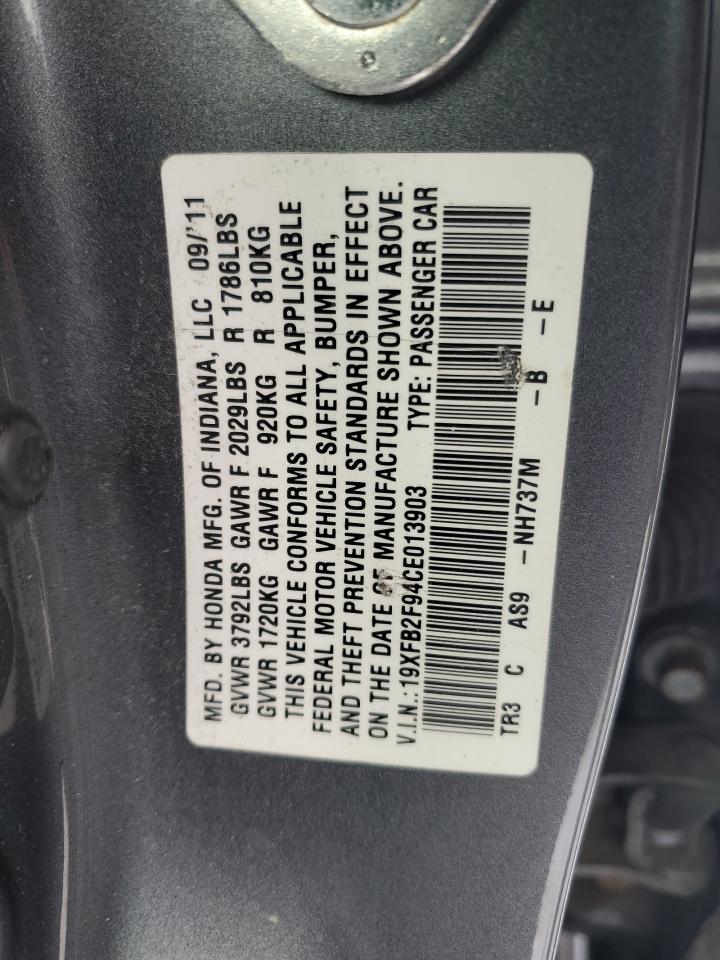 MFD. BY HONDA MFG. OF INDIANA, LLC 09/'11
GVWR 3792LBS GAWR F 2029LBS R 1786LBS
GVWR 1720KG GAWR F 920KG R 810KG
THIS VEHICLE CONFORMS TO ALL APPLICABLE
FEDERAL MOTOR VEHICLE SAFETY, BUMPER,
AND THEFT PREVENTION STANDARDS IN EFFECT
ON THE DATE OF MANUFACTURE SHOWN ABOVE.
V.I.N.: 19XFB2F94CE013903 TYPE: PASSENGER CAR
TR3 C AS9 -NH737M -B -E